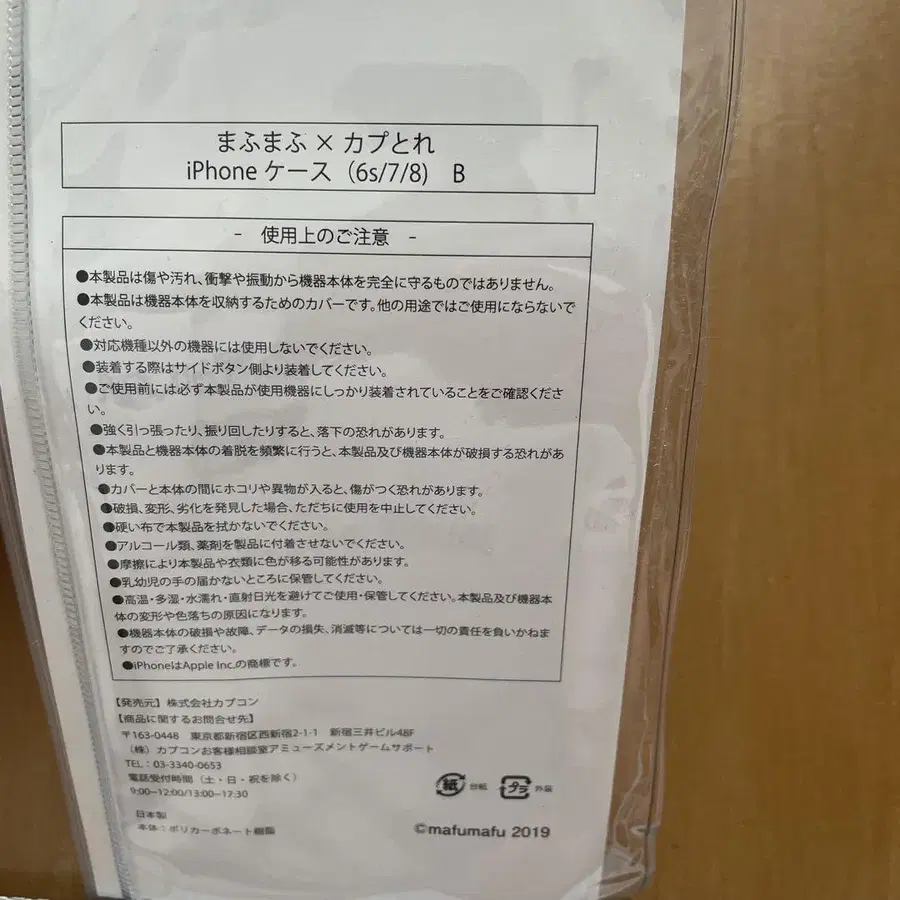 まふまふ × カプとれ
iPhone ケース（6s/7/8） B
- 使用上のご注意 -
●本製品は傷や汚れ、衝撃や振動から機器本体を完全に守るものではありません。
●本製品は機器本体を収納するためのカバーです。他の用途ではご使用にならないで
ください。
●対応機種以外の機器には使用しないでください。
●装着する際はサイドボタン側より装着してください。
●ご使用前には必ず本製品が使用機器にしっかり装着されていることをご確認くださ
い。
●強く引っ張ったり、振り回したりすると、落下の恐れがあります。
●本製品と機器本体の着脱を頻繁に行うと、本製品及び機器本体が破損する恐れがあ
ります。
●カバーと本体の間にホコリや異物が入ると、傷がつく恐れがあります。
●破損、変形、劣化を発見した場合、ただちに使用を中止してください。
●硬い布で本製品を拭かないでください。
●アルコール類、薬剤を製品に付着させないでください。
●摩擦により本製品や衣類に色が移る可能性があります。
●乳幼児の手の届かないところに保管してください。
●高温・多湿・水濡れ・直射日光を避けてご使用・保管してください。本製品及び機器本
体の変形や色落ちの原因になります。
●機器本体の破損や故障、データの損失、消滅等については一切の責任を負いかねま
すのでご了承ください。
●iPhoneはApple Inc.の商標です。
【発売元】株式会社カプコン
【商品に関するお問合せ先】
〒163-0448 東京都新宿区西新宿2-1-1 新宿三井ビル48F
（株）カプコンお客様相談室アミューズメントゲームサポート
TEL：03-3340-0653
電話受付時間（土・日・祝を除く）
9:00~12:00/13:00~17:30
紙 台紙 プラ 外袋
日本製
本体：ポリカーボネート樹脂
©mafumafu 2019